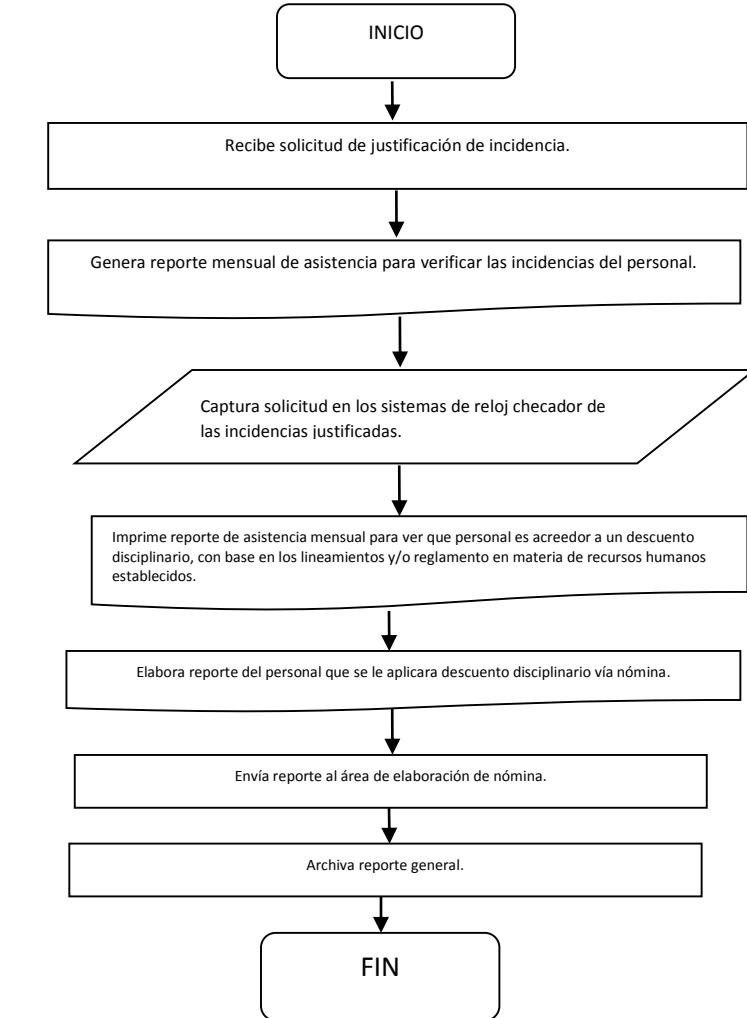 INICIO
Recibe solicitud de justificación de incidencia.
Genera reporte mensual de asistencia para verificar las incidencias del personal.
Captura solicitud en los sistemas de reloj checador de
las incidencias justificadas.
Imprime reporte de asistencia mensual para ver que personal es acreedor a un descuento
disciplinario, con base en los lineamientos y/o reglamento en materia de recursos humanos
establecidos.
Elabora reporte del personal que se le aplicara descuento disciplinario vía nómina.
Envía reporte al área de elaboración de nómina.
Archiva reporte general.
FIN